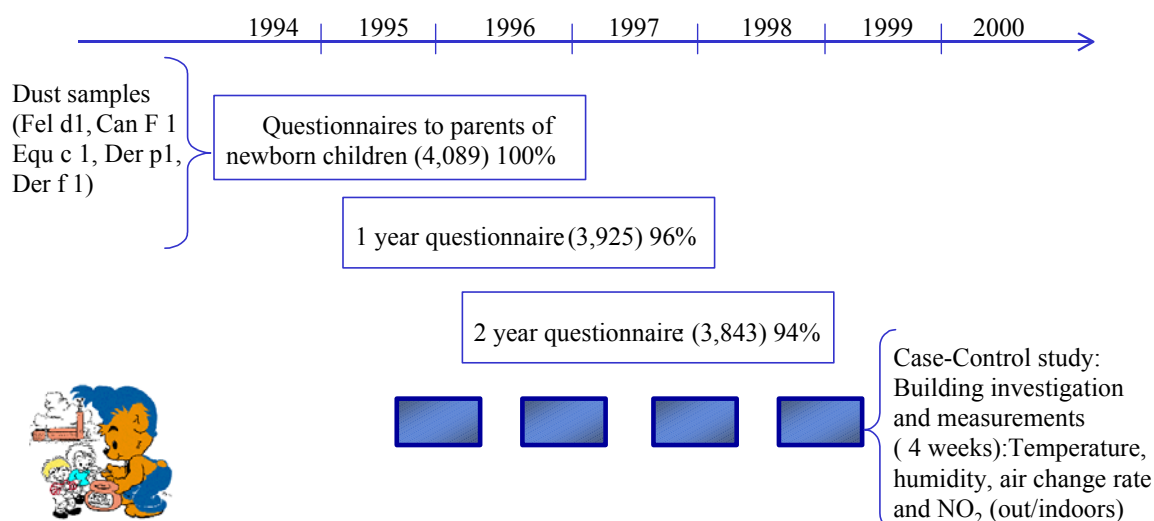 1994 1995 1996 1997 1998 1999 2000
Dust samples
(Fel d1, Can F 1
Equ c 1, Der p1,
Der f 1)
Questionnaires to parents of
newborn children (4,089) 100%
1 year questionnaire (3,925) 96%
2 year questionnaire: (3,843) 94%
Case-Control study:
Building investigation
and measurements
( 4 weeks):Temperature,
humidity, air change rate
and NO₂ (out/indoors)